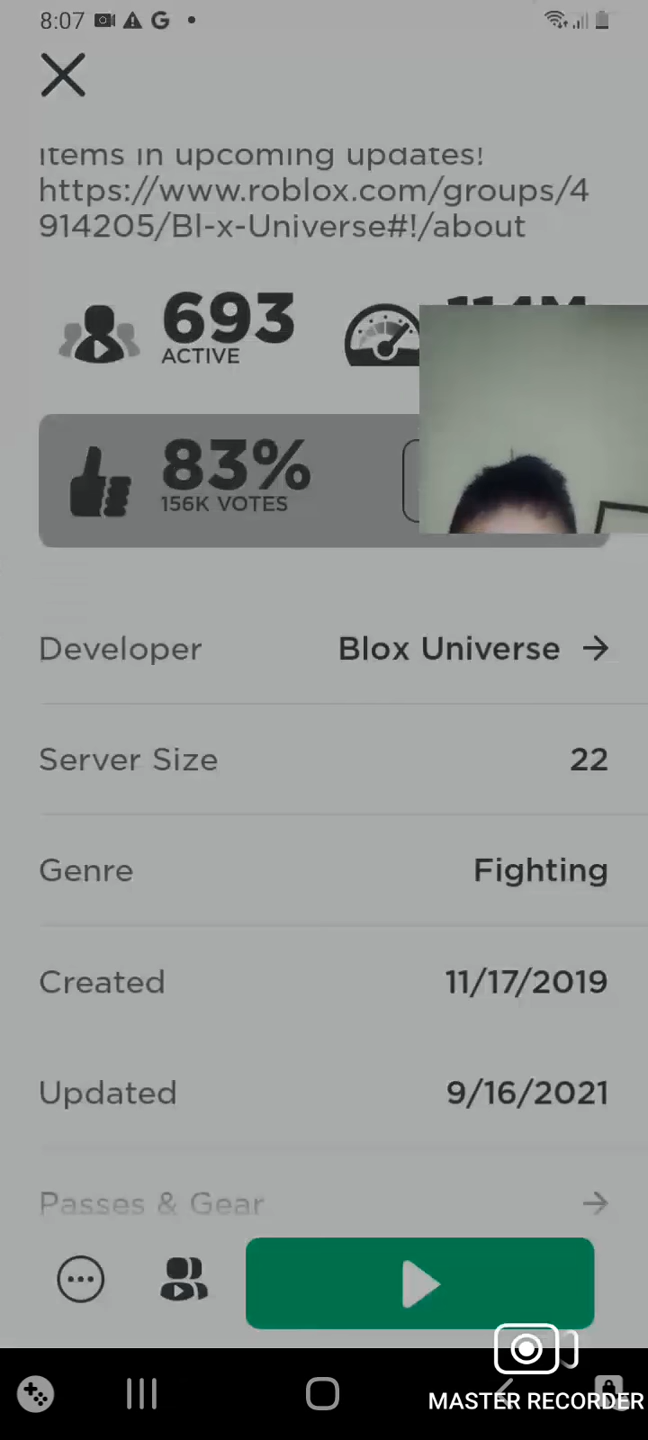 8:07
items in upcoming updates!
https://www.roblox.com/groups/4
914205/Bl-x-Universe#!/about
693
ACTIVE
83%
156K VOTES
Developer Blox Universe
Server Size 22
Genre Fighting
Created 11/17/2019
Updated 9/16/2021
Passes & Gear
MASTER RECORDER